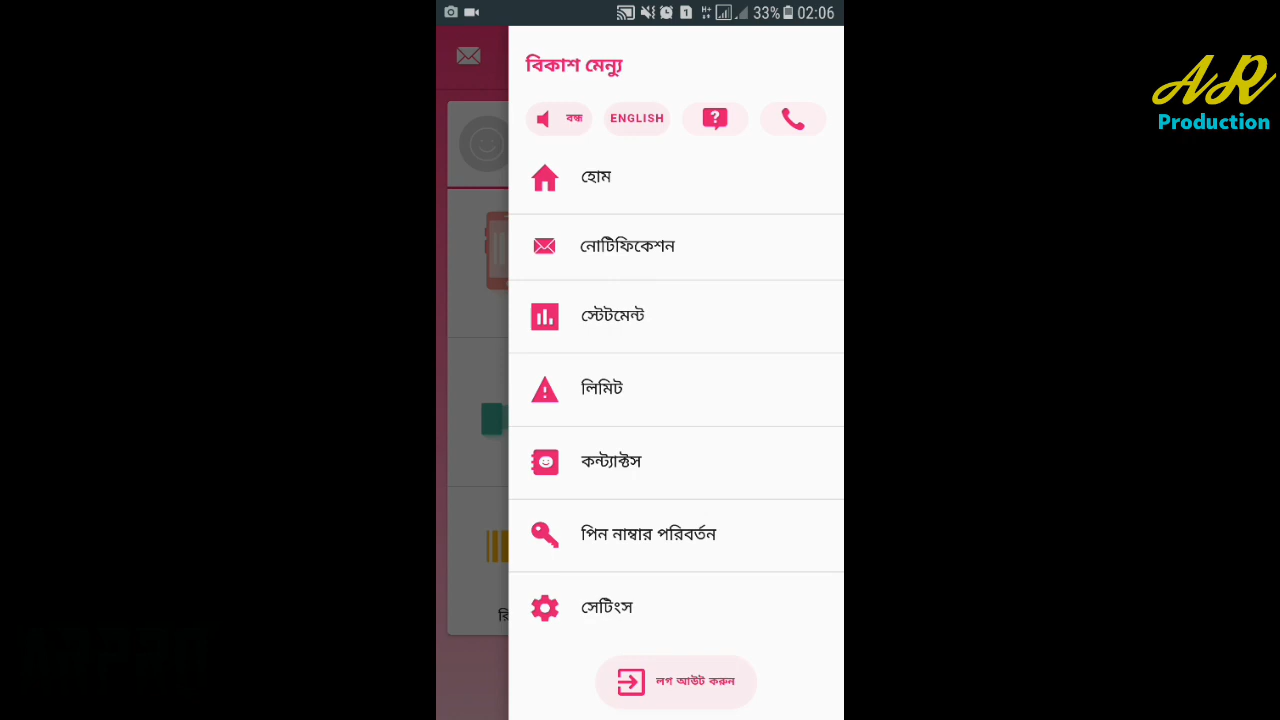 33% 02:06
বিকাশ মেন্যু
বন্ধ ENGLISH
হোম
নোটিফিকেশন
স্টেটমেন্ট
লিমিট
কন্ট্যাক্টস
পিন নাম্বার পরিবর্তন
সেটিংস
লগ আউট করুন
AR
Production